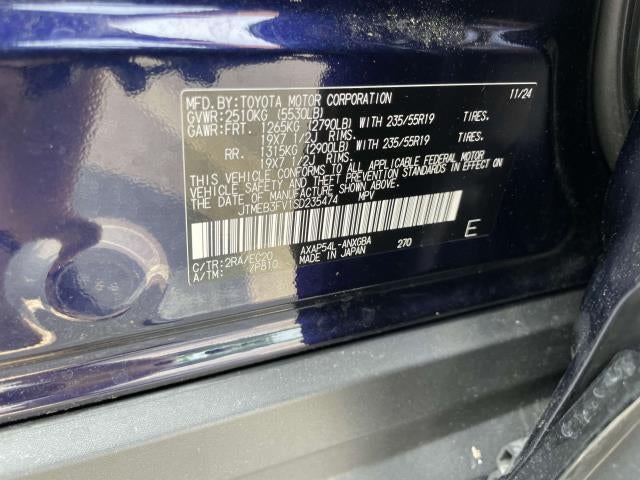 MFD.BY:TOYOTA MOTOR CORPORATION 11/24
GVWR:2510KG (5530LB)
GAWR:FRT. 1265KG (2790LB) WITH 235/55R19 TIRES.
19X7 1/2J RIMS.
RR. 1315KG (2900LB) WITH 235/55R19 TIRES.
19X7 1/2J RIMS.
THIS VEHICLE CONFORMS TO ALL APPLICABLE FEDERAL MOTOR
VEHICLE SAFETY AND THEFT PREVENTION STANDARDS IN EFFECT ON
THE DATE OF MANUFACTURE SHOWN ABOVE.
JTMEB3FV1SD235474 MPV
C/TR:2RA/EC20 AXAP54L-ANXGBA 270 E
A/TM: /P810 MADE IN JAPAN